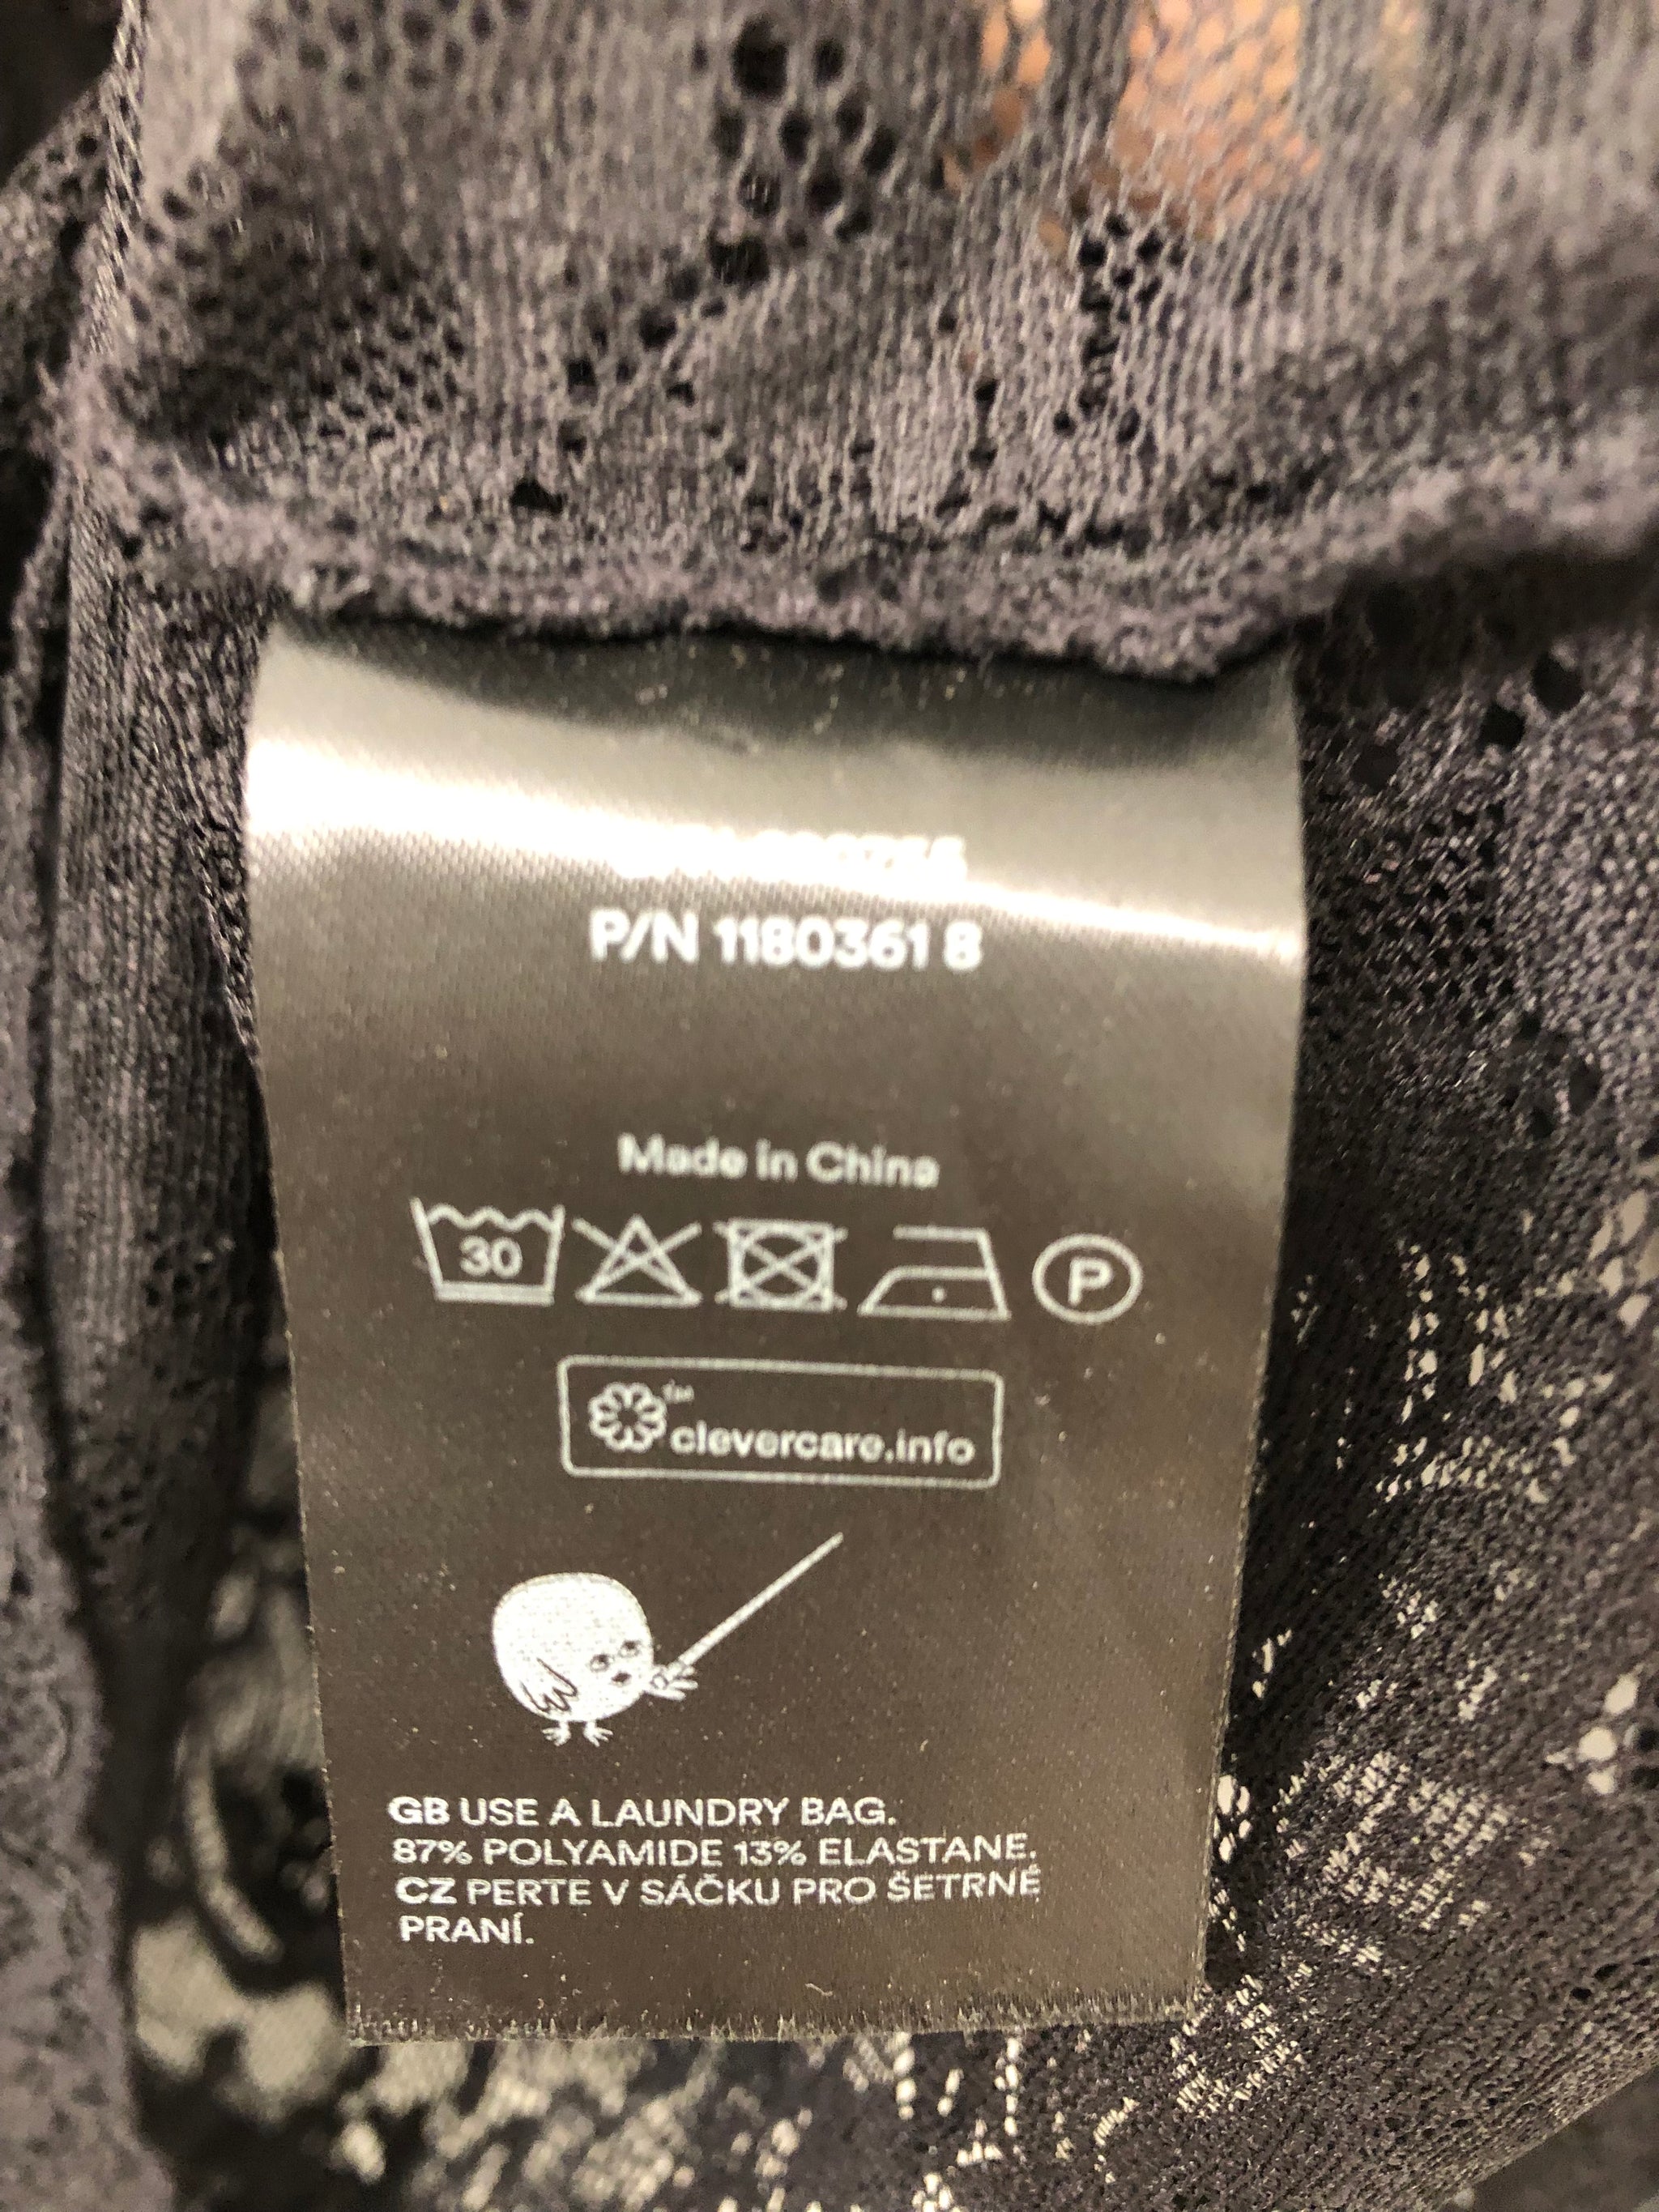 P/N 1180361 8
Made in China
30
P
™
clevercare.info
GB USE A LAUNDRY BAG.
87% POLYAMIDE 13% ELASTANE.
CZ PERTE V SÁČKU PRO ŠETRNÉ
PRANÍ.